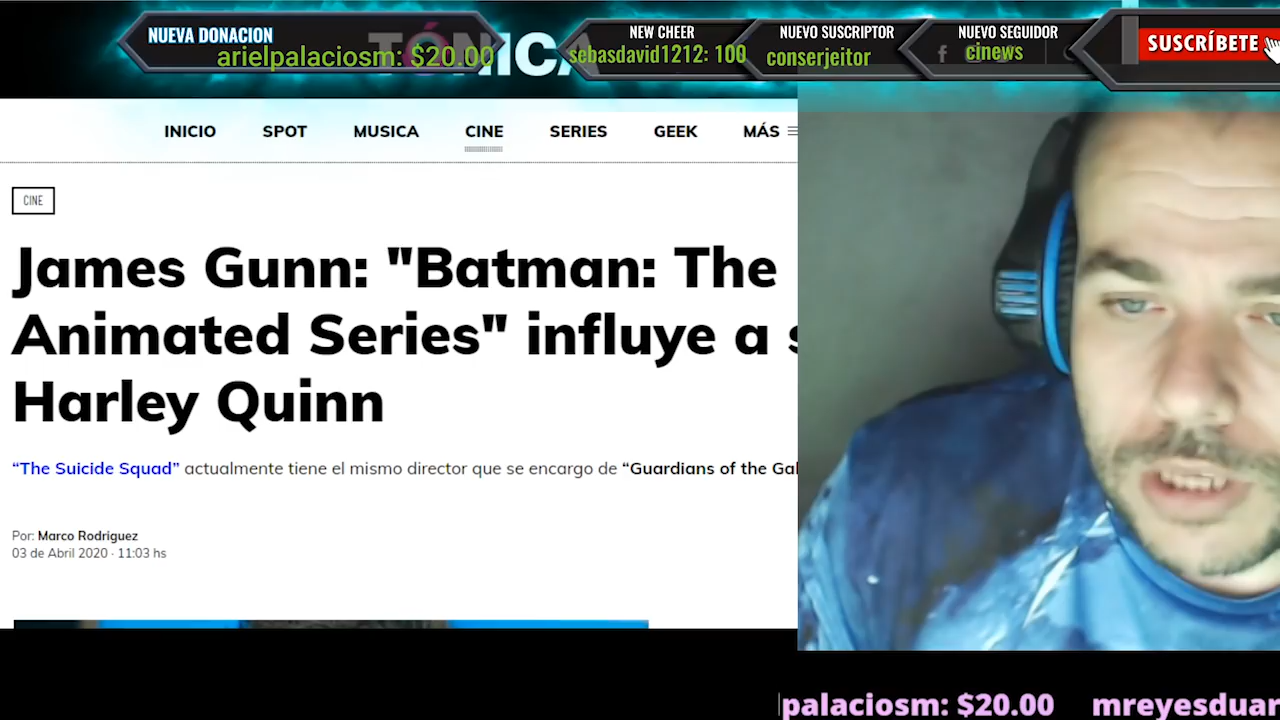 NUEVA DONACION
arielpalaciosm: $20.00
TÓNICA
NEW CHEER
sebasdavid1212: 100
NUEVO SUSCRIPTOR
conserjeitor
NUEVO SEGUIDOR
cinews
SUSCRÍBETE
INICIO SPOT MUSICA CINE SERIES GEEK MÁS
CINE
James Gunn: "Batman: The
Animated Series" influye a
Harley Quinn
“The Suicide Squad” actualmente tiene el mismo director que se encargo de “Guardians of the Gal
Por: Marco Rodriguez
03 de Abril 2020 · 11:03 hs
palaciosm: $20.00 mreyesduar